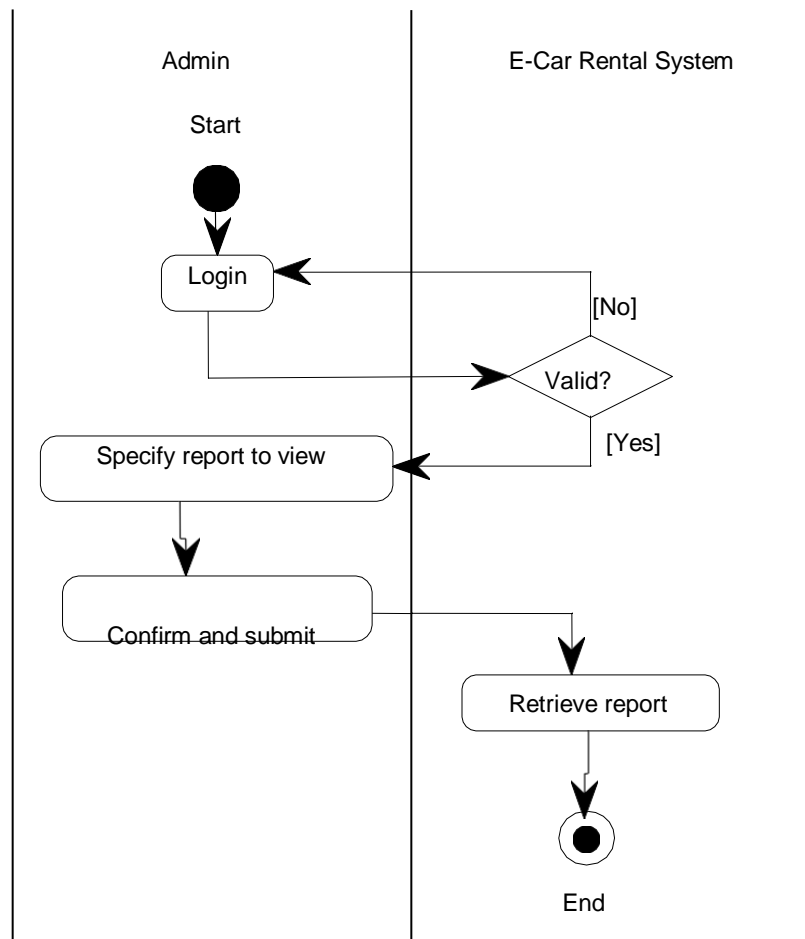 Admin
E-Car Rental System
Start
Login
[No]
Valid?
[Yes]
Specify report to view
Confirm and submit
Retrieve report
End